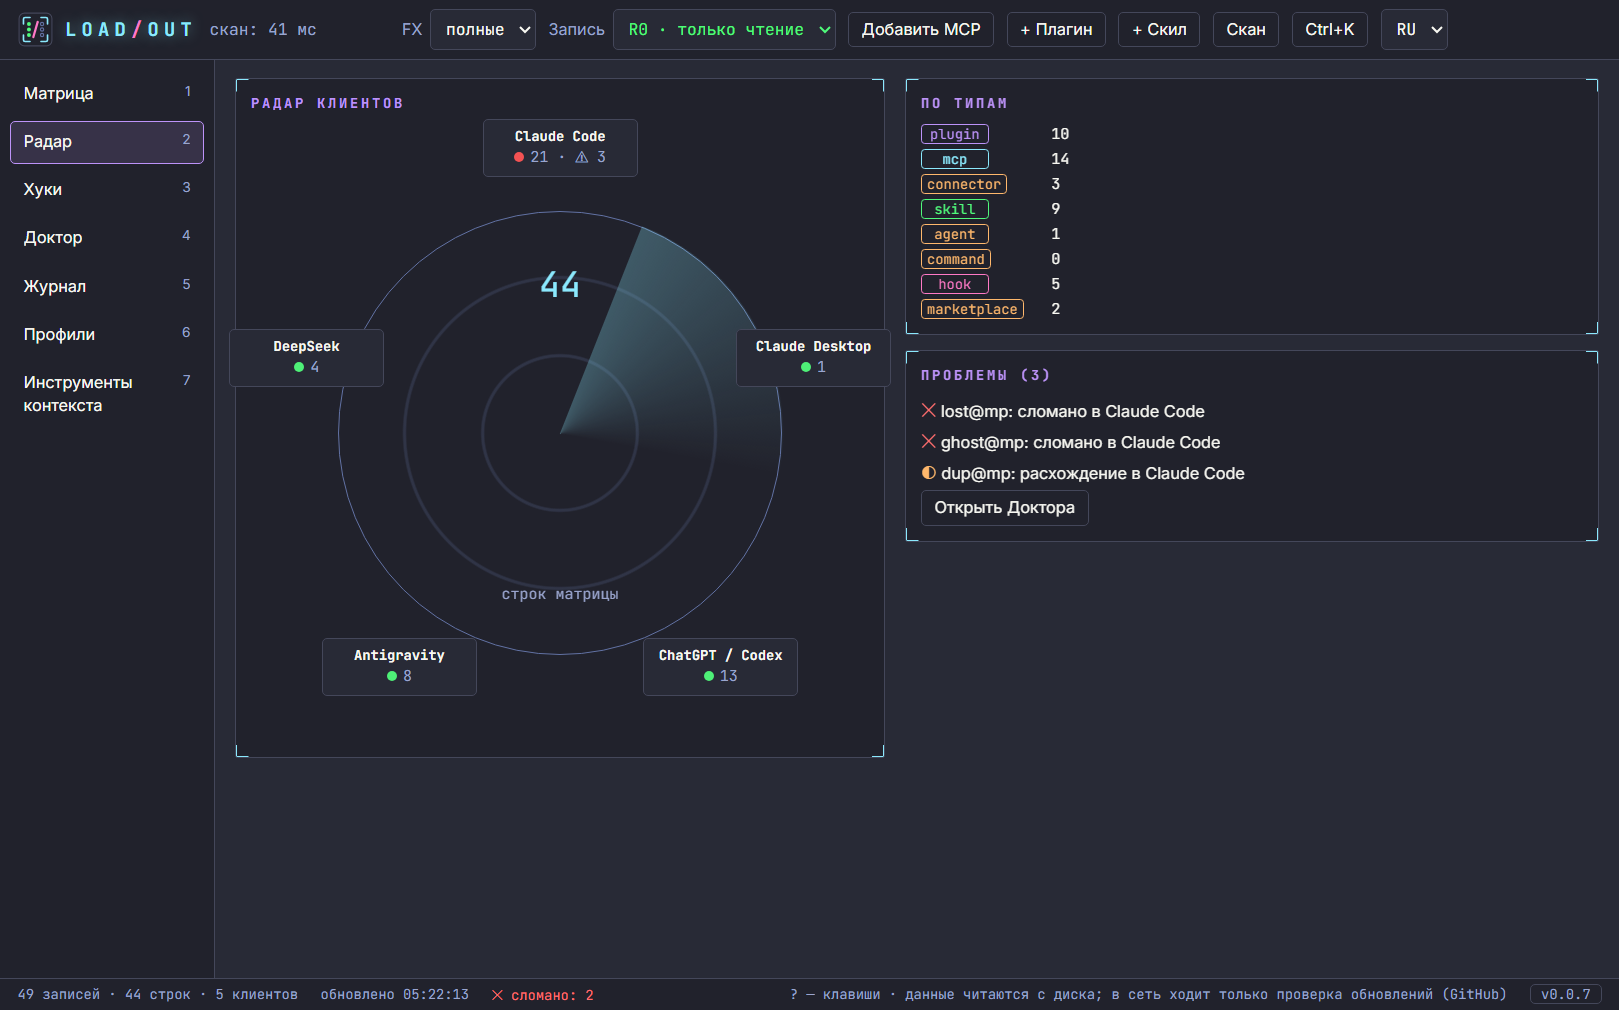 LOAD/OUT скан: 41 мс FX полные Запись R0 · только чтение Добавить MCP + Плагин + Скил Скан Ctrl+K RU
Матрица 1
Радар 2
Хуки 3
Доктор 4
Журнал 5
Профили 6
Инструменты контекста 7
РАДАР КЛИЕНТОВ
Claude Code
21 · ⚠ 3
44
DeepSeek
4
Claude Desktop
1
строк матрицы
Antigravity
8
ChatGPT / Codex
13
ПО ТИПАМ
plugin 10
mcp 14
connector 3
skill 9
agent 1
command 0
hook 5
marketplace 2
ПРОБЛЕМЫ (3)
lost@mp: сломано в Claude Code
ghost@mp: сломано в Claude Code
dup@mp: расхождение в Claude Code
Открыть Доктора
49 записей · 44 строк · 5 клиентов обновлено 05:22:13 сломано: 2 ? — клавиши · данные читаются с диска; в сеть ходит только проверка обновлений (GitHub) v0.0.7